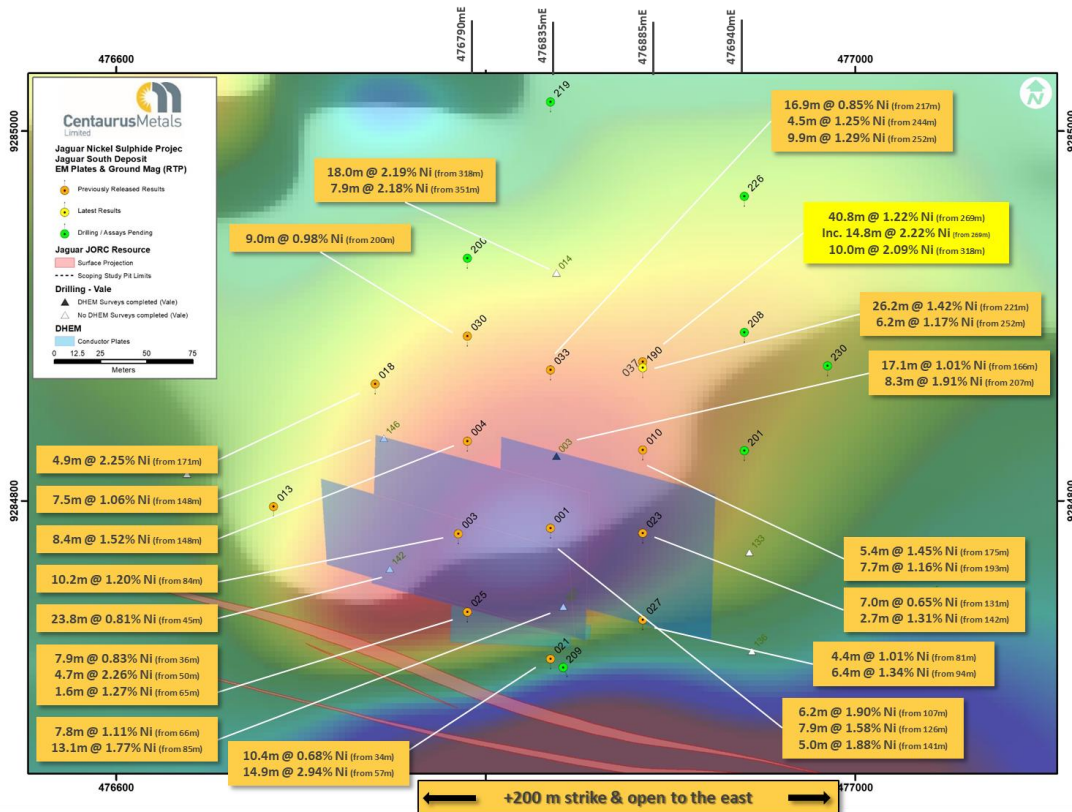 476790mE
476835mE
476885mE
476940mE
476600
477000
9285000
9284800
CentaurusMetals
Limited
Jaguar Nickel Sulphide Projec
Jaguar South Deposit
EM Plates & Ground Mag (RTP)
Previously Released Results
Latest Results
Drilling / Assays Pending
Jaguar JORC Resource
Surface Projection
Scoping Study Pit Limits
Drilling - Vale
DHEM Surveys completed (Vale)
No DHEM Surveys completed (Vale)
DHEM
Conductor Plates
0 12.5 25 50 75
Meters
N
219
16.9m @ 0.85% Ni (from 217m)
4.5m @ 1.25% Ni (from 244m)
9.9m @ 1.29% Ni (from 252m)
18.0m @ 2.19% Ni (from 318m)
7.9m @ 2.18% Ni (from 351m)
226
40.8m @ 1.22% Ni (from 269m)
Inc. 14.8m @ 2.22% Ni (from 269m)
10.0m @ 2.09% Ni (from 318m)
9.0m @ 0.98% Ni (from 200m)
014
26.2m @ 1.42% Ni (from 221m)
6.2m @ 1.17% Ni (from 252m)
030
033
037
190
208
230
17.1m @ 1.01% Ni (from 166m)
8.3m @ 1.91% Ni (from 207m)
018
146
004
003
010
201
4.9m @ 2.25% Ni (from 171m)
7.5m @ 1.06% Ni (from 148m)
013
8.4m @ 1.52% Ni (from 148m)
003
001
023
133
5.4m @ 1.45% Ni (from 175m)
7.7m @ 1.16% Ni (from 193m)
10.2m @ 1.20% Ni (from 84m)
142
23.8m @ 0.81% Ni (from 45m)
7.0m @ 0.65% Ni (from 131m)
2.7m @ 1.31% Ni (from 142m)
025
027
136
021
209
7.9m @ 0.83% Ni (from 36m)
4.7m @ 2.26% Ni (from 50m)
1.6m @ 1.27% Ni (from 65m)
4.4m @ 1.01% Ni (from 81m)
6.4m @ 1.34% Ni (from 94m)
7.8m @ 1.11% Ni (from 66m)
13.1m @ 1.77% Ni (from 85m)
6.2m @ 1.90% Ni (from 107m)
7.9m @ 1.58% Ni (from 126m)
5.0m @ 1.88% Ni (from 141m)
10.4m @ 0.68% Ni (from 34m)
14.9m @ 2.94% Ni (from 57m)
9285000
9284800
476600
477000
+200 m strike & open to the east